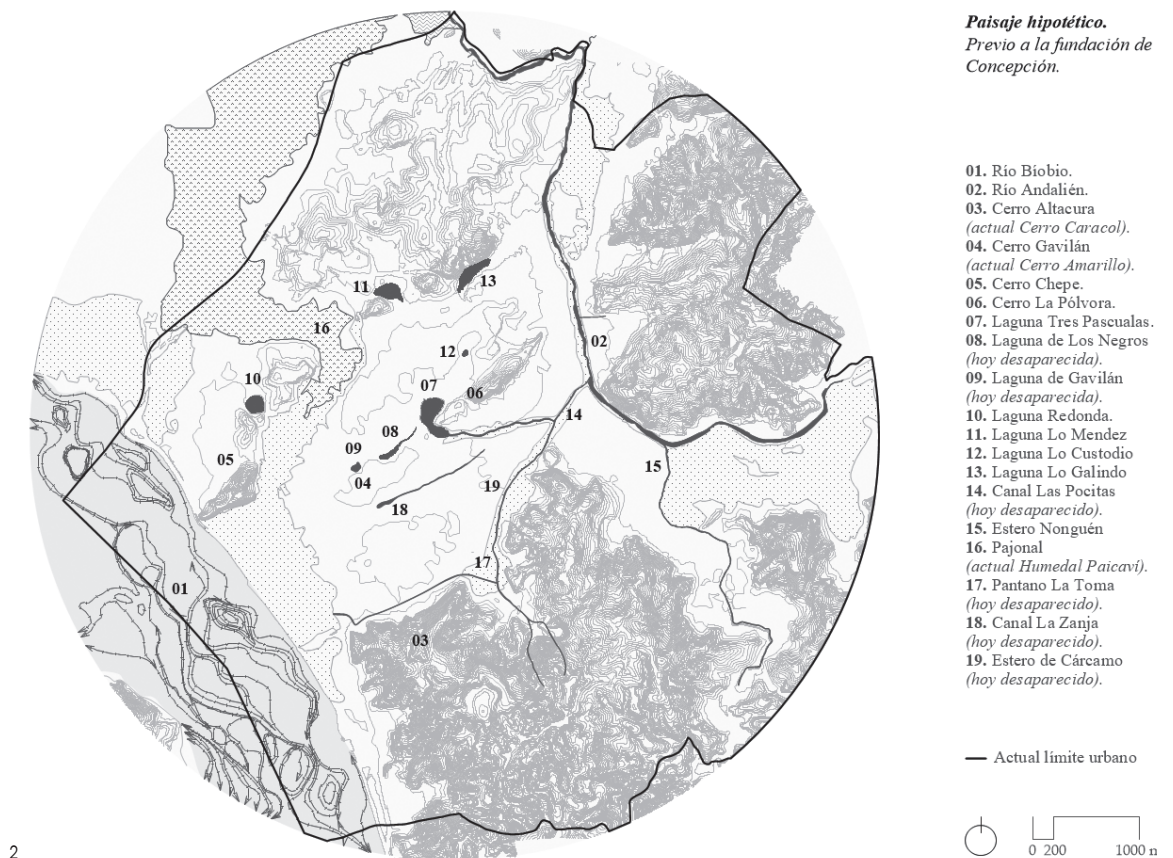 Paisaje hipotético.
Previo a la fundación de
Concepción.
01. Río Bíobio.
02. Río Andalién.
03. Cerro Altacura
(actual Cerro Caracol).
04. Cerro Gavilán
(actual Cerro Amarillo).
05. Cerro Chepe.
06. Cerro La Pólvora.
07. Laguna Tres Pascualas.
08. Laguna de Los Negros
(hoy desaparecida).
09. Laguna de Gavilán
(hoy desaparecida).
10. Laguna Redonda.
11. Laguna Lo Mendez
12. Laguna Lo Custodio
13. Laguna Lo Galindo
14. Canal Las Pocitas
(hoy desaparecido).
15. Estero Nonguén
16. Pajonal
(actual Humedal Paicaví).
17. Pantano La Toma
(hoy desaparecido).
18. Canal La Zanja
(hoy desaparecido).
19. Estero de Cárcamo
(hoy desaparecido).
Actual límite urbano
0 200 1000 m
13
11
16
02
12
10
07
06
14
08
15
09
05
04
19
18
17
01
03
2